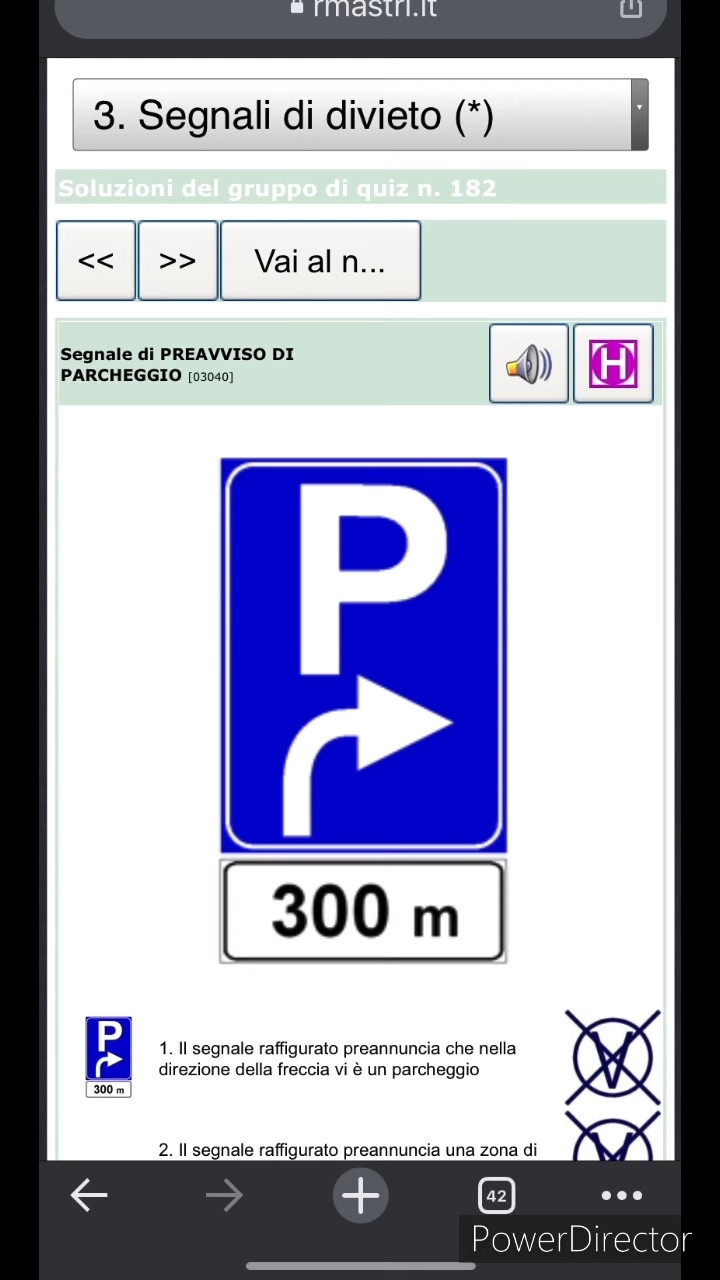 rmastri.it
3. Segnali di divieto (*)
Soluzioni del gruppo di quiz n. 182
<< >> Vai al n...
Segnale di PREAVVISO DI
PARCHEGGIO [03040]
H
P
300 m
P
300 m
1. Il segnale raffigurato preannuncia che nella
direzione della freccia vi è un parcheggio
V
2. Il segnale raffigurato preannuncia una zona di
V
42
PowerDirector